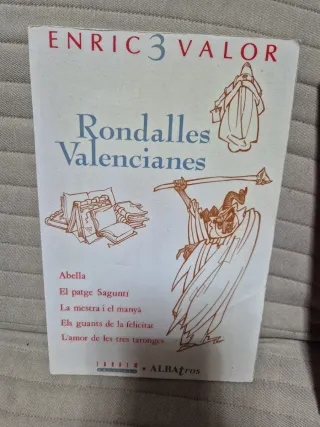 ENRIC 3 VALOR
Rondalles
Valencianes
Abella
El patge Saguntí
La mestra i el manyà
Els guants de la felicitat
L'amor de les tres taronges
TANDEM
ALBATROS